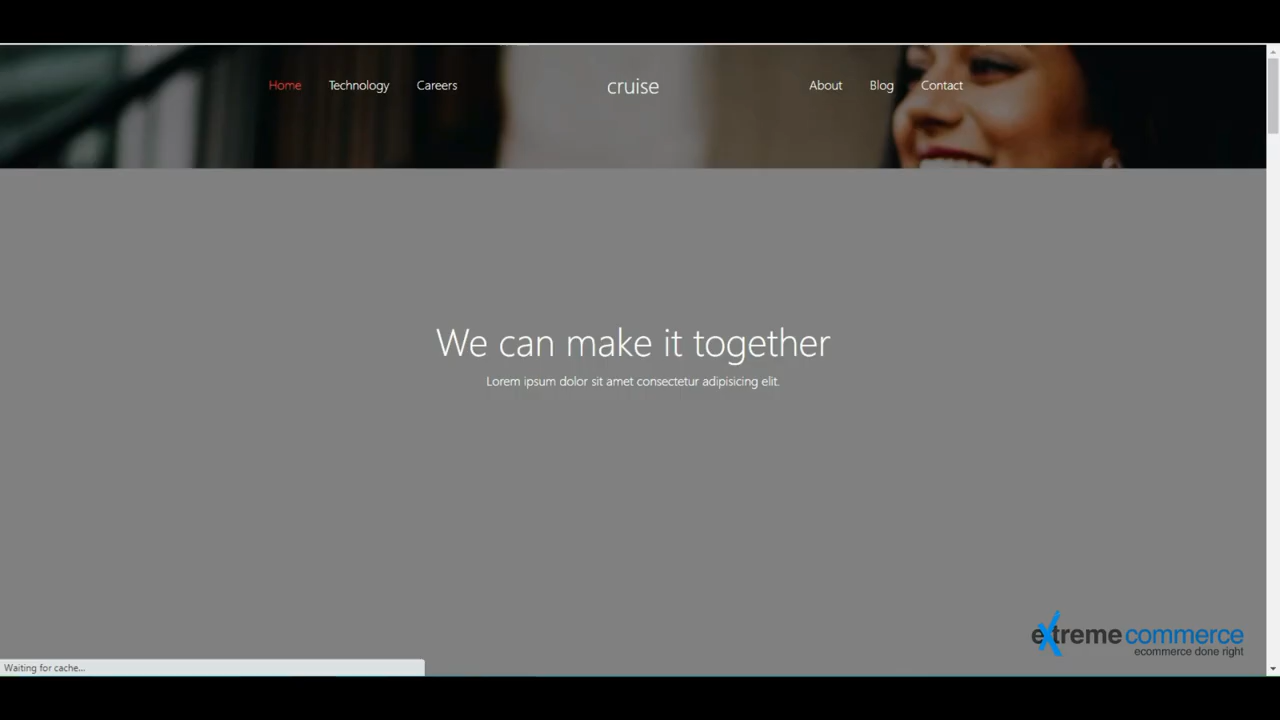 Home Technology Careers cruise About Blog Contact
We can make it together
Lorem ipsum dolor sit amet consectetur adipisicing elit.
extreme commerce
ecommerce done right
Waiting for cache...